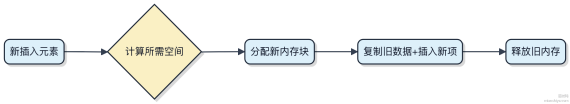 新插入元素
计算所需空间
分配新内存块
复制旧数据+插入新项
释放旧内存